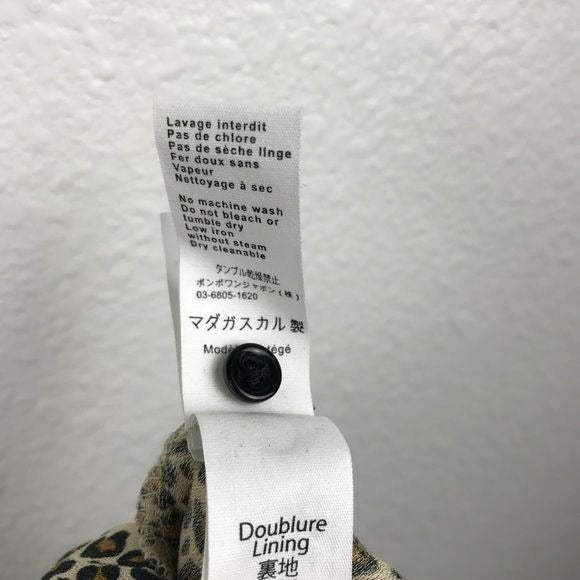 Lavage interdit
Pas de chlore
Pas de sèche linge
Fer doux sans
Vapeur
Nettoyage à sec
No machine wash
Do not bleach or
tumble dry
Low iron
without steam
Dry cleanable
タンブル乾燥禁止
ボンボワンジャポン(株)
03-6805-1620
マダガスカル製
Doublure
Lining
裏地